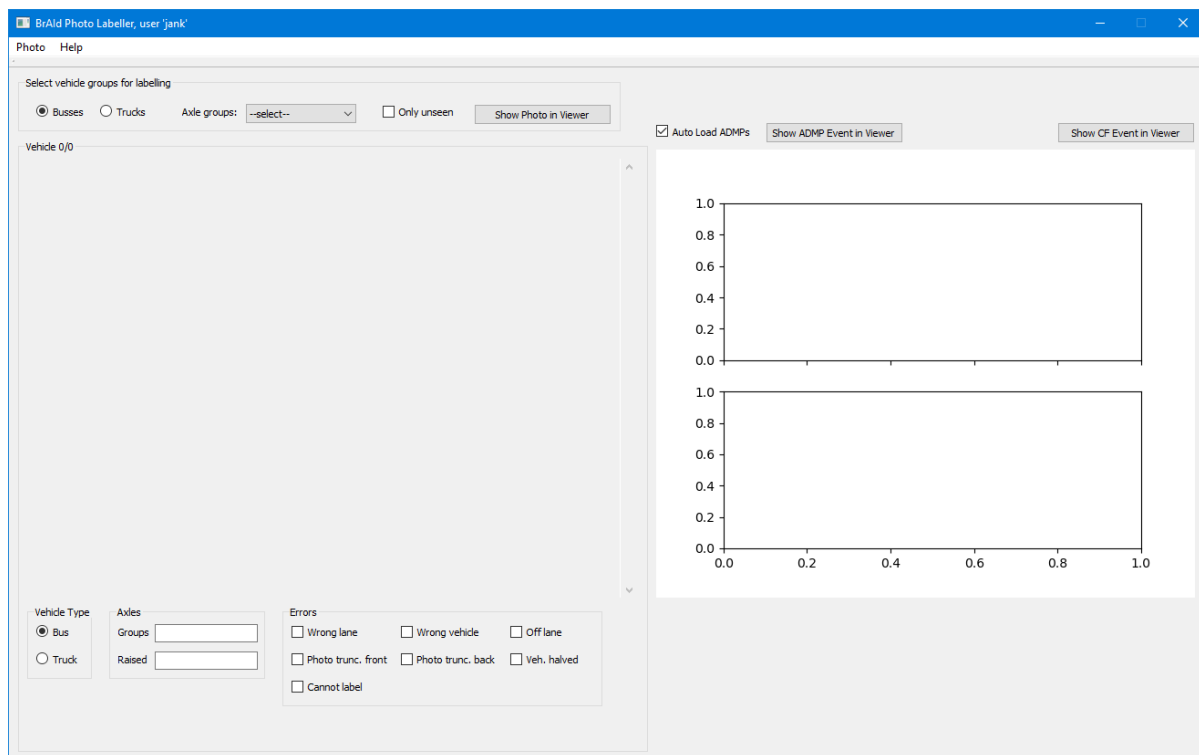 BrAId Photo Labeller, user 'jank'
Photo Help
Select vehicle groups for labelling
Busses Trucks Axle groups: --select-- Only unseen Show Photo in Viewer
Auto Load ADMPs Show ADMP Event in Viewer Show CF Event in Viewer
Vehicle 0/0
1.0
0.8
0.6
0.4
0.2
0.0
1.0
0.8
0.6
0.4
0.2
0.0
0.0 0.2 0.4 0.6 0.8 1.0
Vehicle Type Axles Errors
Bus Groups Wrong lane Wrong vehicle Off lane
Truck Raised Photo trunc. front Photo trunc. back Veh. halved
Cannot label